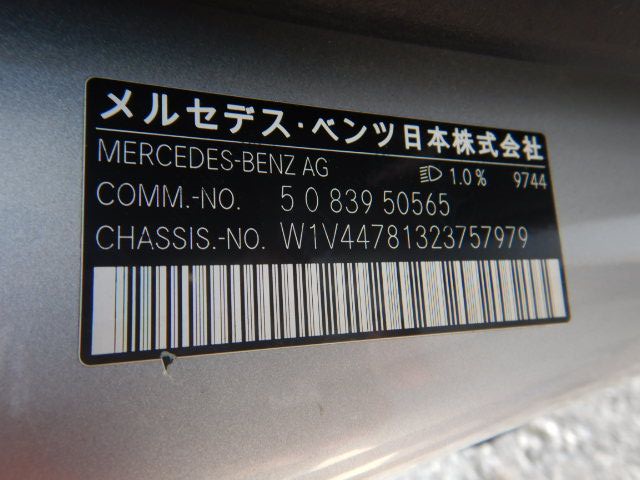 メルセデス・ベンツ日本株式会社
MERCEDES-BENZ AG 1.0% 9744
COMM.-NO. 5 0 839 50565
CHASSIS.-NO. W1V44781323757979